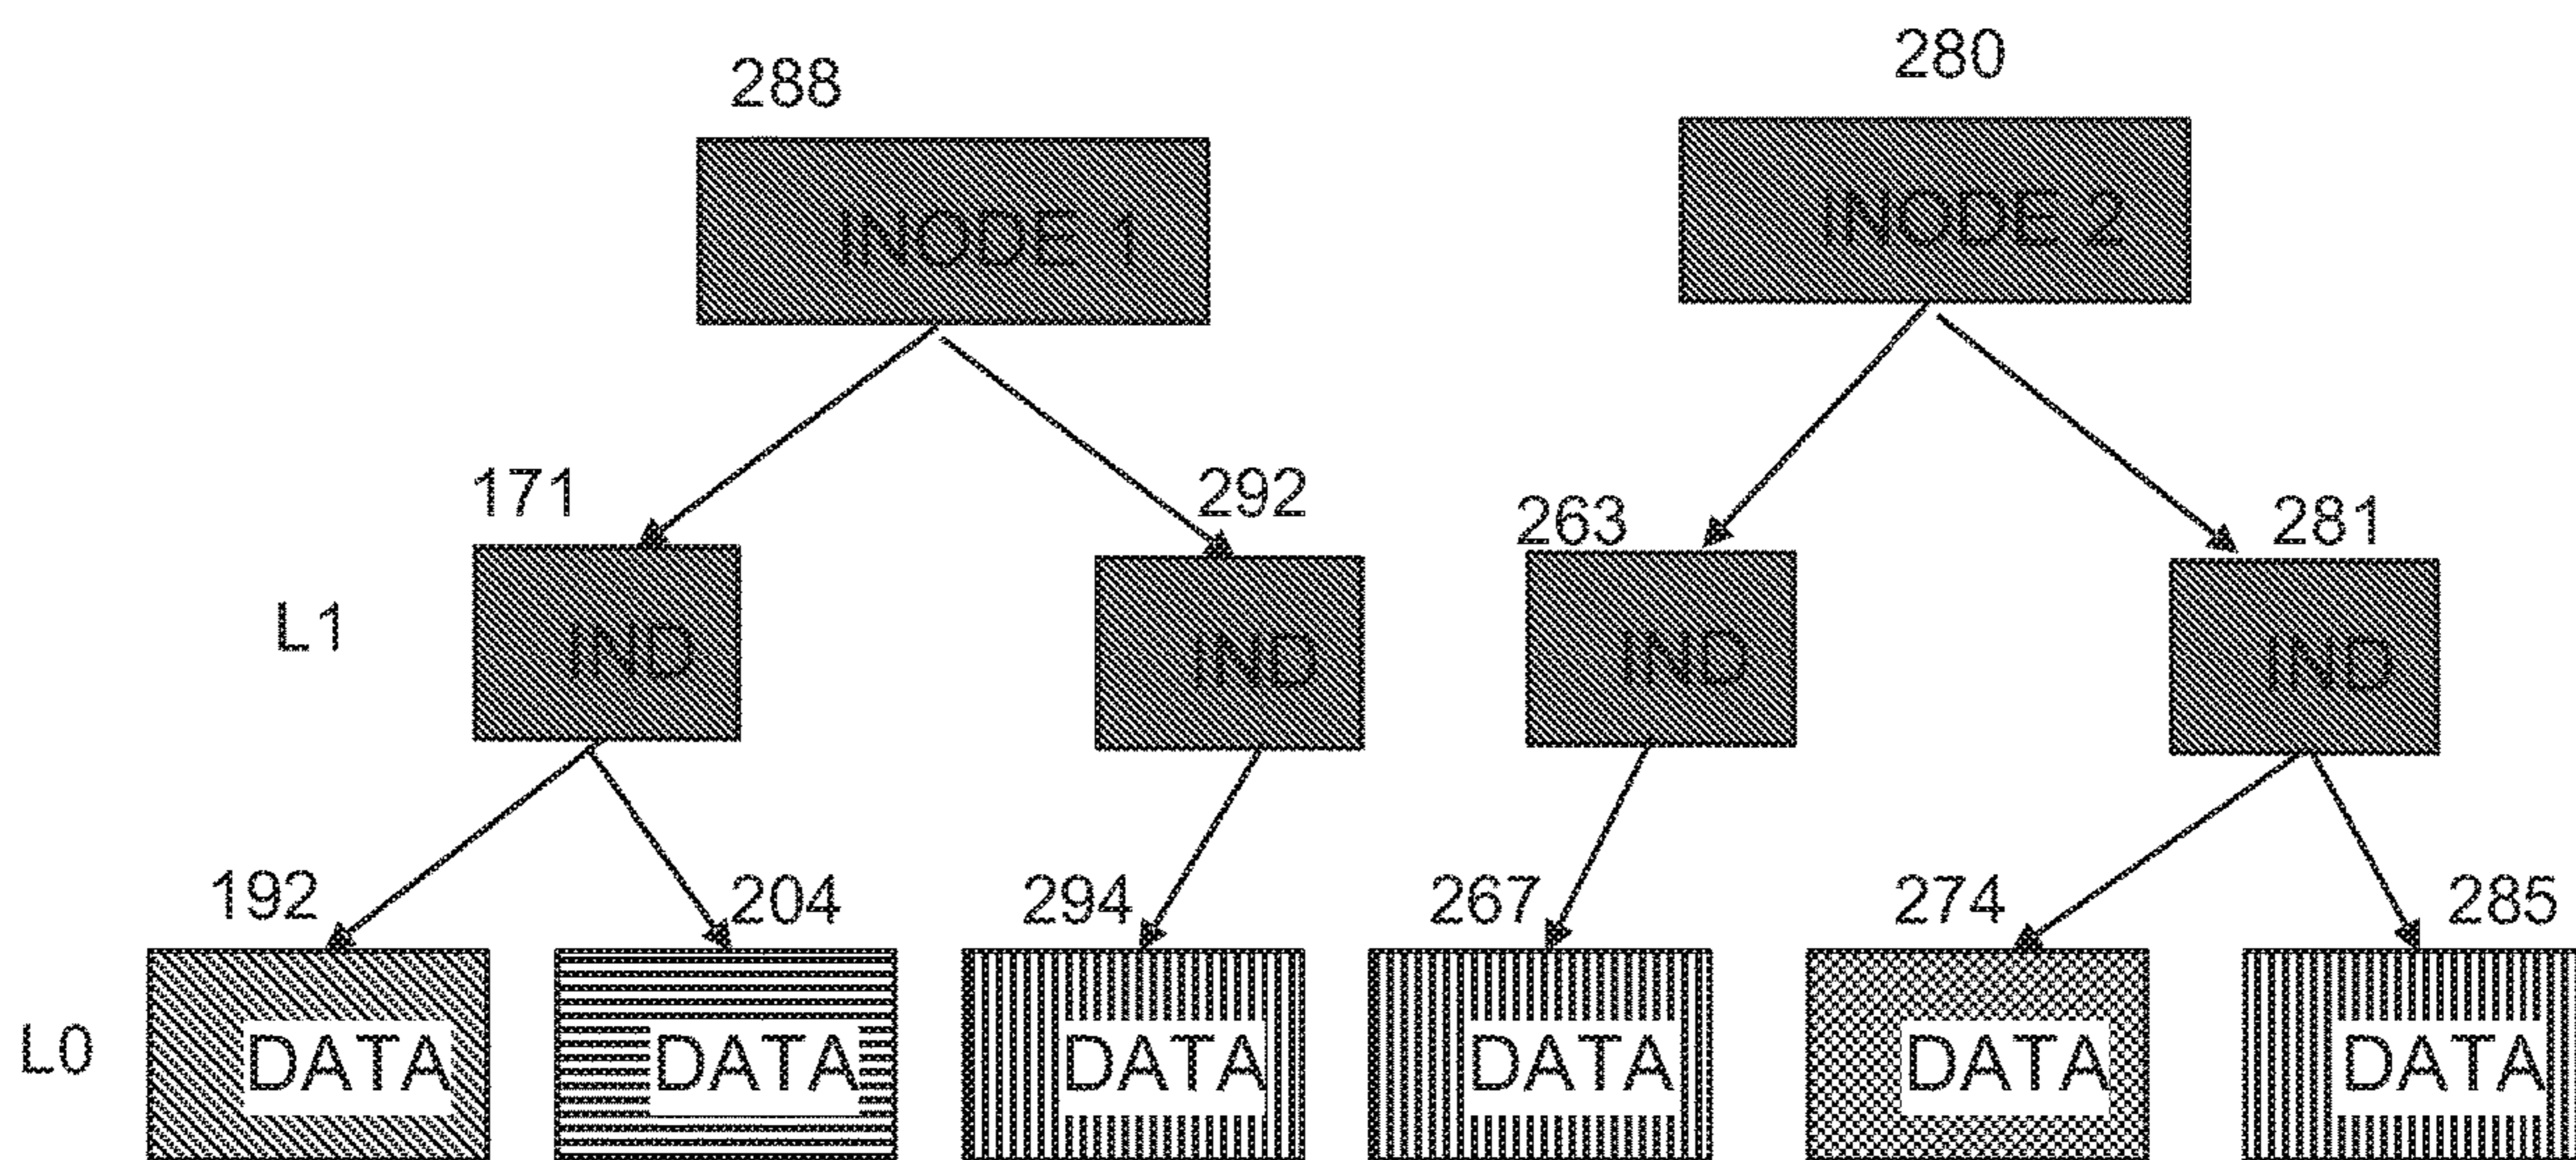 288 280
INODE 1 INODE 2
171 292 263 281
L1 IND IND IND IND
192 204 294 267 274 285
L0 DATA DATA DATA DATA DATA DATA